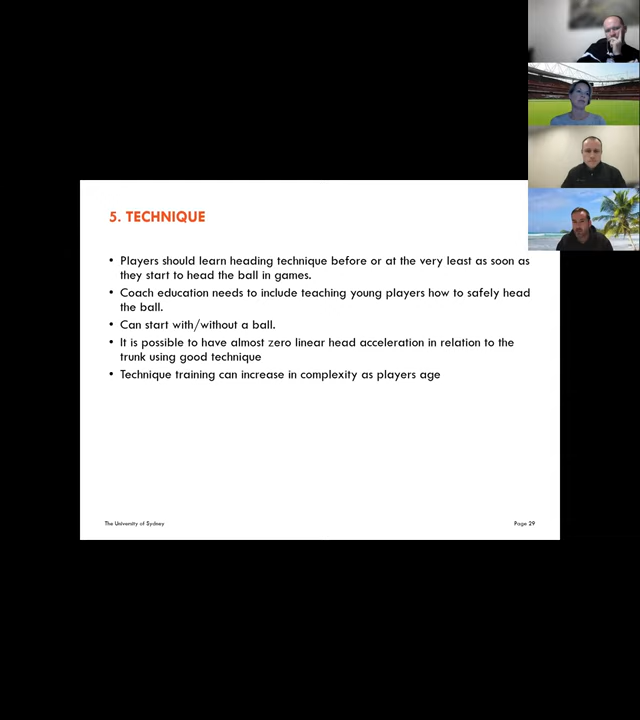 5. TECHNIQUE
• Players should learn heading technique before or at the very least as soon as
they start to head the ball in games.
• Coach education needs to include teaching young players how to safely head
the ball.
• Can start with/without a ball.
• It is possible to have almost zero linear head acceleration in relation to the
trunk using good technique
• Technique training can increase in complexity as players age
The University of Sydney
Page 29